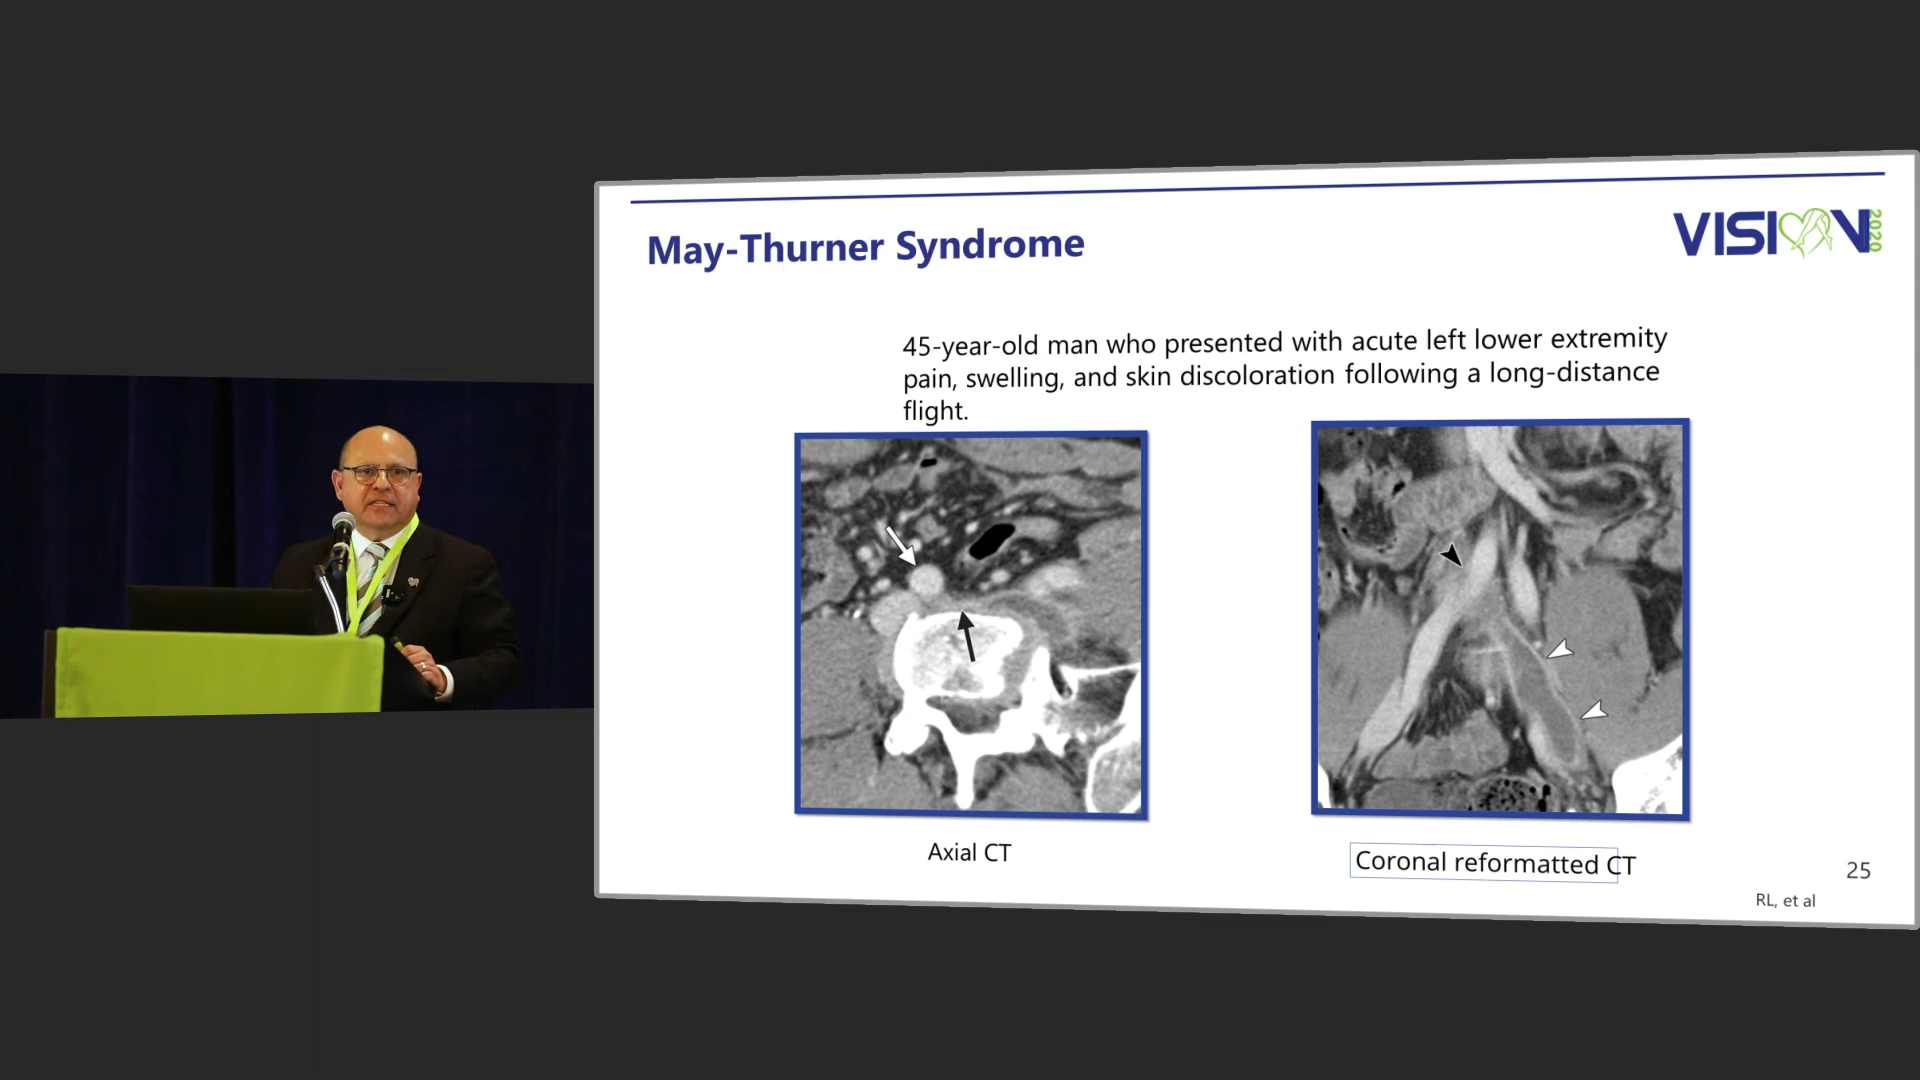 May-Thurner Syndrome
VISION 2020
45-year-old man who presented with acute left lower extremity
pain, swelling, and skin discoloration following a long-distance
flight.
Axial CT
Coronal reformatted CT
25
RL, et al